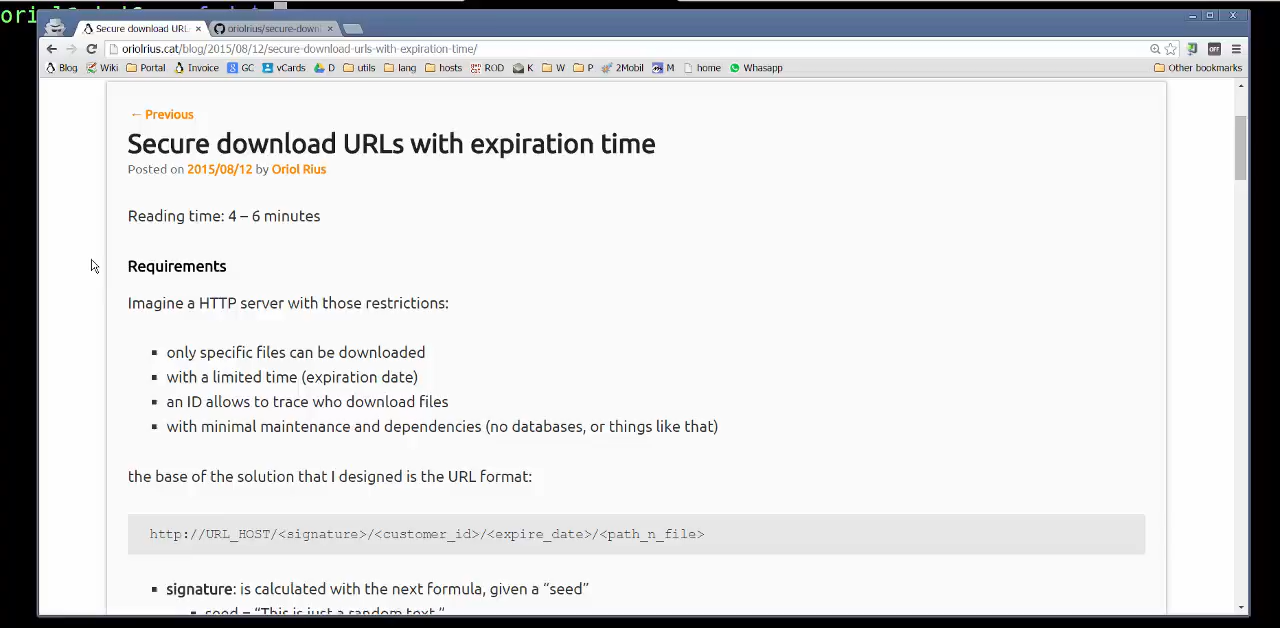 Secure download URL
oriolrius/secure-down
oriolrius.cat/blog/2015/08/12/secure-download-urls-with-expiration-time/
OFF
Blog Wiki Portal Invoice GC vCards D utils lang hosts ROD K W P 2Mobil M home Whasapp Other bookmarks
← Previous
Secure download URLs with expiration time
Posted on 2015/08/12 by Oriol Rius
Reading time: 4 – 6 minutes
Requirements
Imagine a HTTP server with those restrictions:
only specific files can be downloaded
with a limited time (expiration date)
an ID allows to trace who download files
with minimal maintenance and dependencies (no databases, or things like that)
the base of the solution that I designed is the URL format:
http://URL_HOST/<signature>/<customer_id>/<expire_date>/<path_n_file>
signature: is calculated with the next formula, given a “seed”
seed = “This is just a random text.”